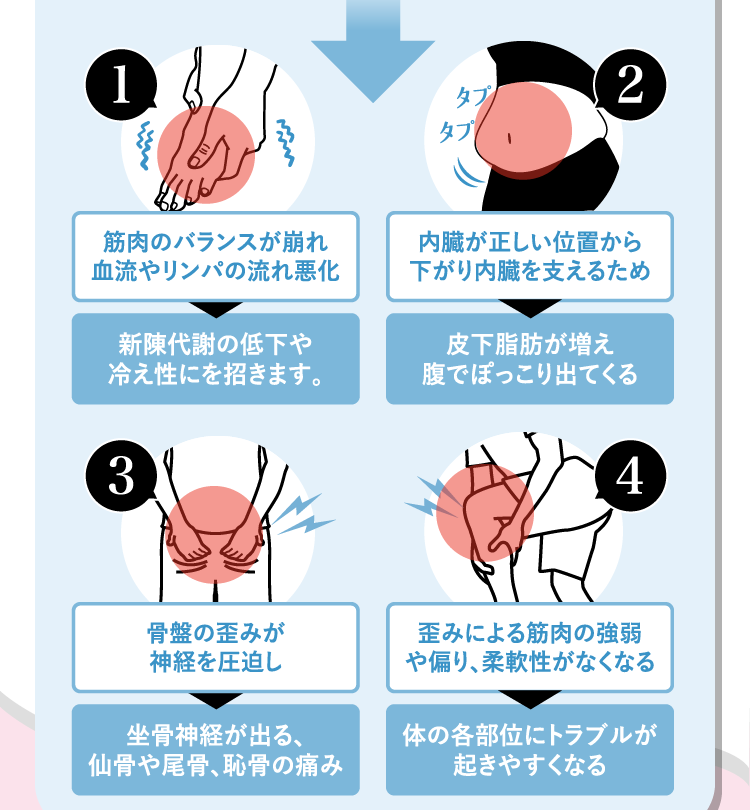 1
筋肉のバランスが崩れ
血流やリンパの流れ悪化
新陳代謝の低下や
冷え性にを招きます。
2
タプ
タプ
内臓が正しい位置から
下がり内臓を支えるため
皮下脂肪が増え
腹でぽっこり出てくる
3
骨盤の歪みが
神経を圧迫し
坐骨神経が出る、
仙骨や尾骨、恥骨の痛み
4
歪みによる筋肉の強弱
や偏り、柔軟性がなくなる
体の各部位にトラブルが
起きやすくなる